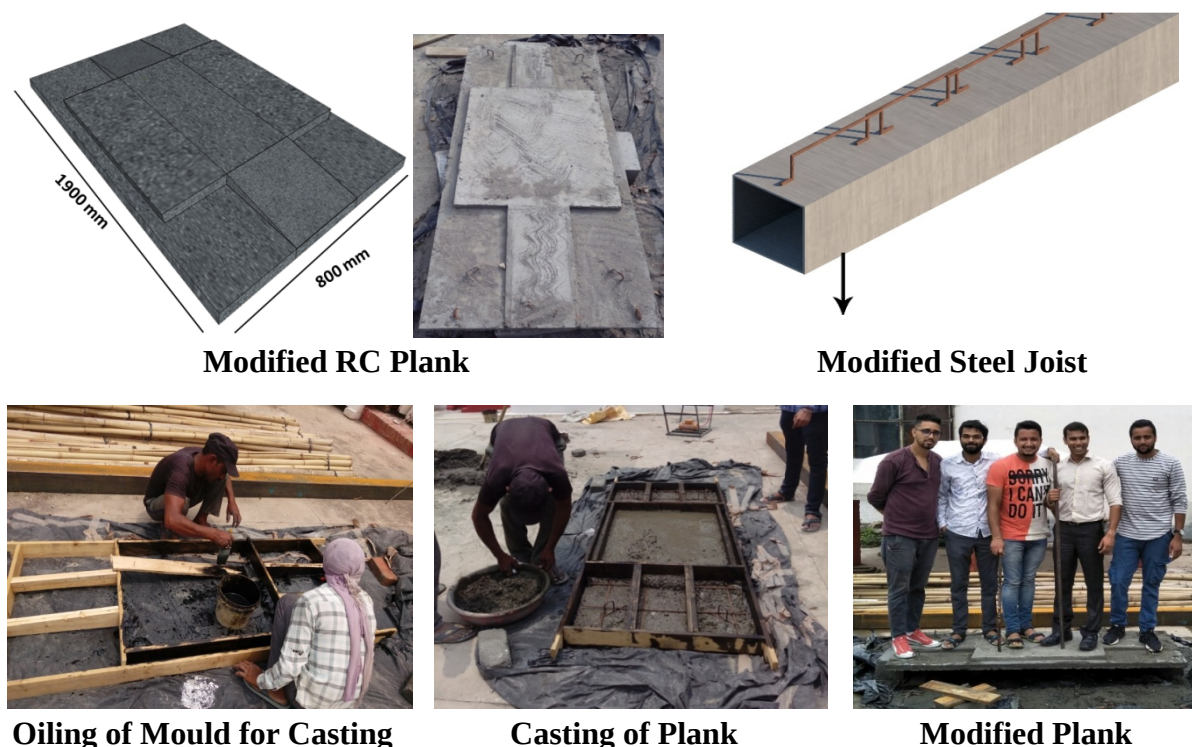 1900 mm
800 mm
Modified RC Plank
Modified Steel Joist
SORRY
I CAN'T
DO IT
Oiling of Mould for Casting
Casting of Plank
Modified Plank